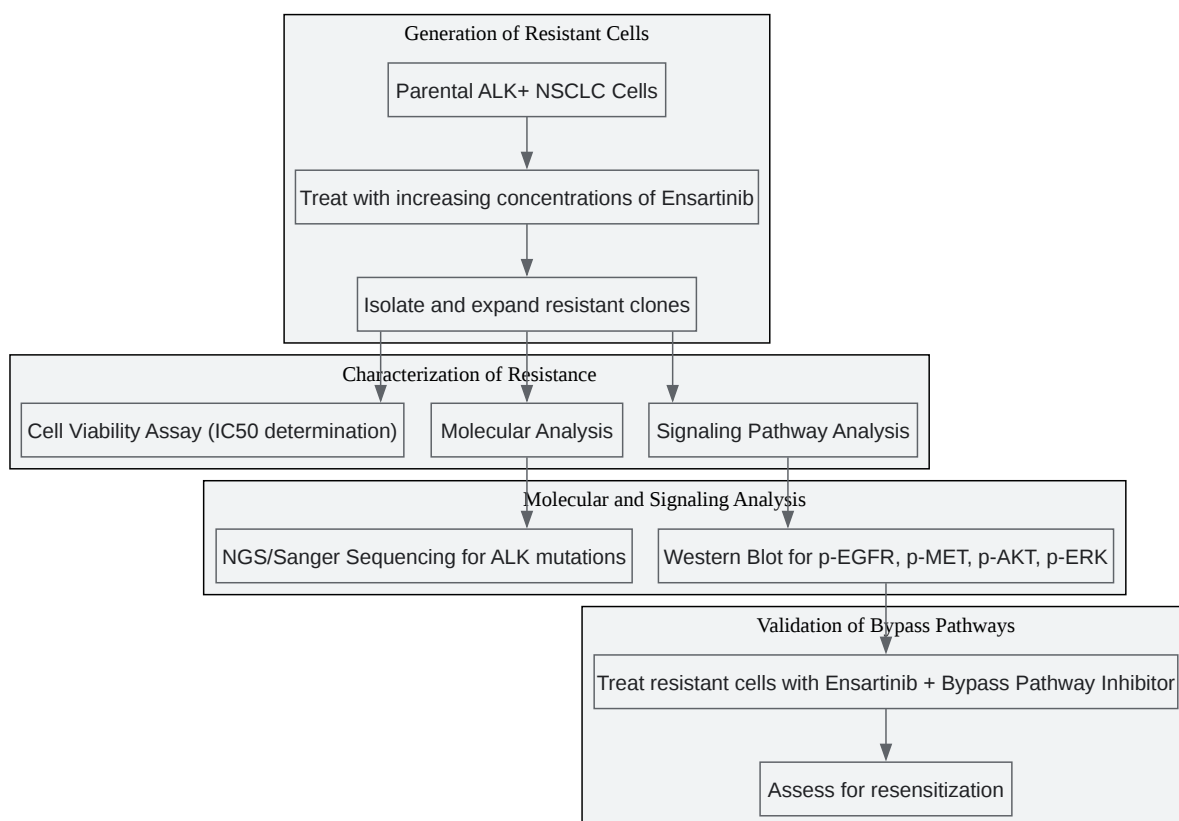 Generation of Resistant Cells
Parental ALK+ NSCLC Cells
Treat with increasing concentrations of Ensartinib
Isolate and expand resistant clones
Characterization of Resistance
Cell Viability Assay (IC50 determination)
Molecular Analysis
Signaling Pathway Analysis
Molecular and Signaling Analysis
NGS/Sanger Sequencing for ALK mutations
Western Blot for p-EGFR, p-MET, p-AKT, p-ERK
Validation of Bypass Pathways
Treat resistant cells with Ensartinib + Bypass Pathway Inhibitor
Assess for resensitization